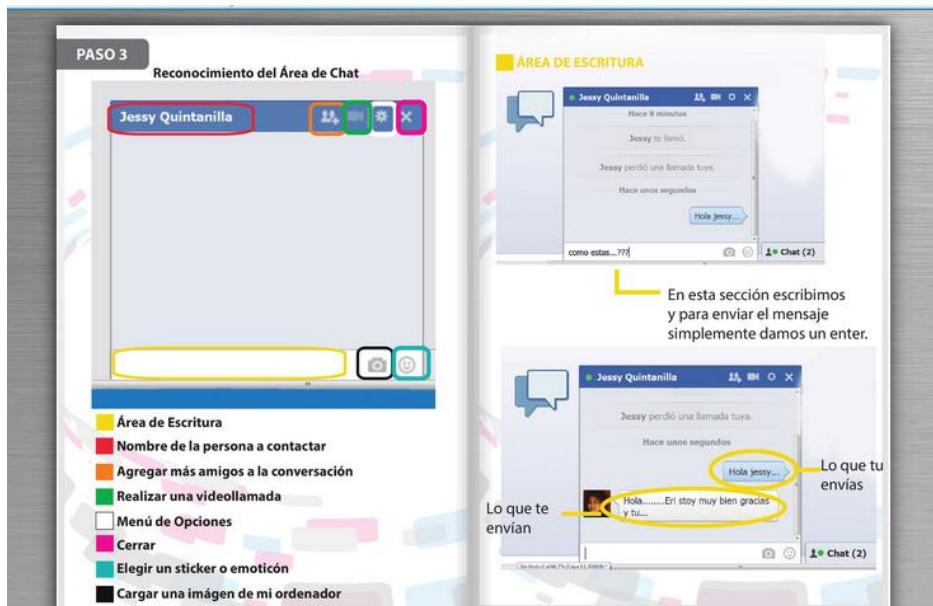 PASO 3
Reconocimiento del Área de Chat
Jessy Quintanilla
Área de Escritura
Nombre de la persona a contactar
Agregar más amigos a la conversación
Realizar una videollamada
Menú de Opciones
Cerrar
Elegir un sticker o emoticón
Cargar una imágen de mi ordenador
ÁREA DE ESCRITURA
Jessy Quintanilla
Hace 9 minutos
Jessy te llamó.
Jessy perdió una llamada tuya.
Hace unos segundos
Hola jessy...
como estas...???
Chat (2)
En esta sección escribimos
y para enviar el mensaje
simplemente damos un enter.
Jessy Quintanilla
Jessy perdió una llamada tuya.
Hace unos segundos
Hola jessy...
Lo que tu
envías
Hola........Eri stoy muy bien gracias
y tu....
Lo que te
envían
Chat (2)